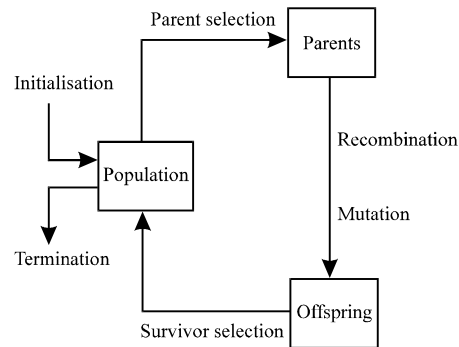 Parent selection
Parents
Initialisation
Recombination
Population
Mutation
Termination
Offspring
Survivor selection